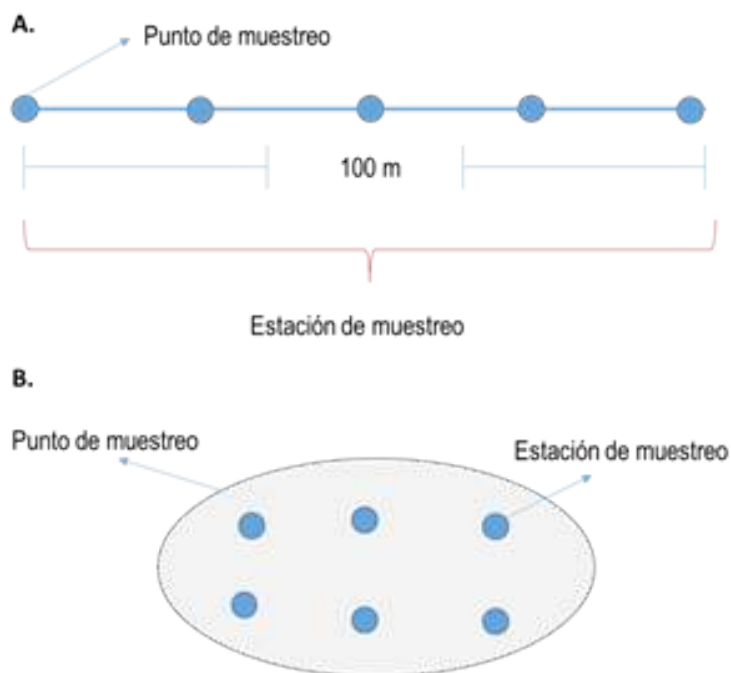 A.
Punto de muestreo
100 m
Estación de muestreo
B.
Punto de muestreo
Estación de muestreo